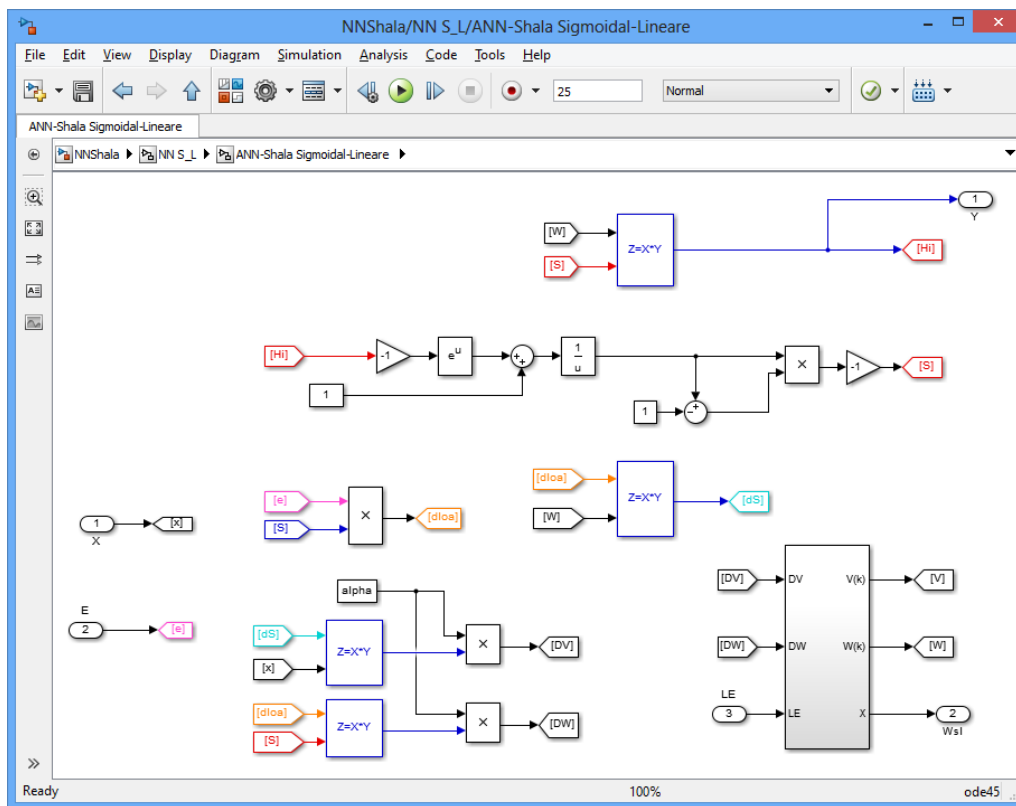 NNShala/NN S_L/ANN-Shala Sigmoidal-Lineare
File Edit View Display Diagram Simulation Analysis Code Tools Help
25 Normal
ANN-Shala Sigmoidal-Lineare
NNShala NN S_L ANN-Shala Sigmoidal-Lineare
[W]
[S]
Z=X*Y
1
Y
[Hi]
[Hi]
-1
e^u
+
+
1
u
1
1
-
+
×
-1
[S]
[e]
[S]
×
[dloa]
[dloa]
[W]
Z=X*Y
[dS]
1
X
[x]
E
2
[e]
alpha
[dS]
[x]
Z=X*Y
×
[DV]
[dloa]
[S]
Z=X*Y
×
[DW]
[DV]
DV
V(k)
[V]
[DW]
DW
W(k)
[W]
LE
3
LE
X
2
Wsl
Ready 100% ode45